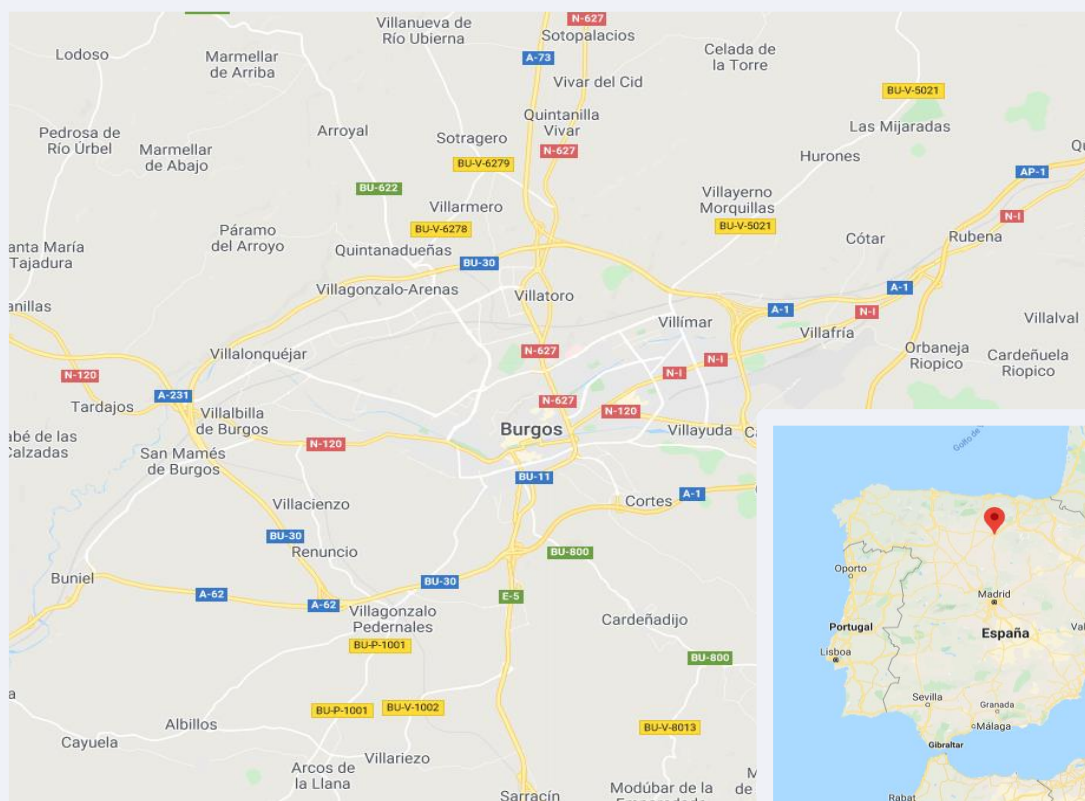 N-627
Villanueva de
Río Ubierna
Sotopalacios
Lodoso
Marmellar
de Arriba
Celada de
la Torre
A-73
Vivar del Cid
BU-V-5021
Quintanilla
Vivar
Pedrosa de
Río Úrbel
Arroyal
Sotragero
Las Mijaradas
Marmellar
de Abajo
N-627
Hurones
BU-V-6279
AP-1
BU-622
Villayerno
Morquillas
Villarmero
N-I
BU-V-6278
BU-V-5021
Páramo
del Arroyo
Cótar
Rubena
Tajadura
Quintanadueñas
BU-30
Villagonzalo-Arenas
A-1
Villatoro
A-1
N-I
Villímar
Villafría
Villalval
N-627
Villalonquéjar
N-I
N-I
Orbaneja
Riopico
Cardeñuela
Riopico
N-120
A-231
Tardajos
N-627
N-120
Villalbilla
de Burgos
Burgos
Villayuda
N-120
Calzadas
San Mamés
de Burgos
BU-11
Villacienzo
Cortes
A-1
BU-30
Renuncio
BU-800
Buniel
BU-30
A-62
A-62
E-5
Villagonzalo
Pedernales
Cardeñadijo
BU-P-1001
BU-800
BU-P-1001
BU-V-1002
Albillos
BU-V-8013
Cayuela
Villariezo
Arcos de
la Llana
Modúbar de la
Sarracín
Golfo de
Oporto
Madrid
Portugal
España
Lisboa
Sevilla
Granada
Málaga
Gibraltar
Rabat